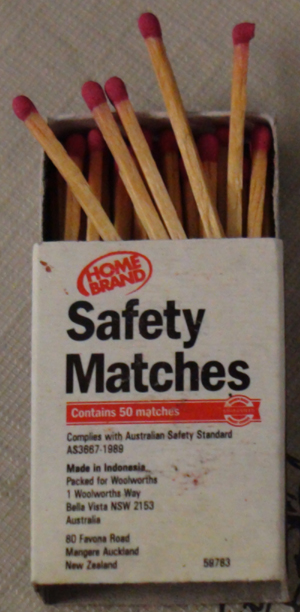 HOME
BRAND
Safety
Matches
Contains 50 matches
Complies with Australian Safety Standard
AS3667-1989
Made in Indonesia
Packed for Woolworths
1 Woolworths Way
Bella Vista NSW 2153
Australia
80 Favona Road
Mangere Auckland
New Zealand
58783